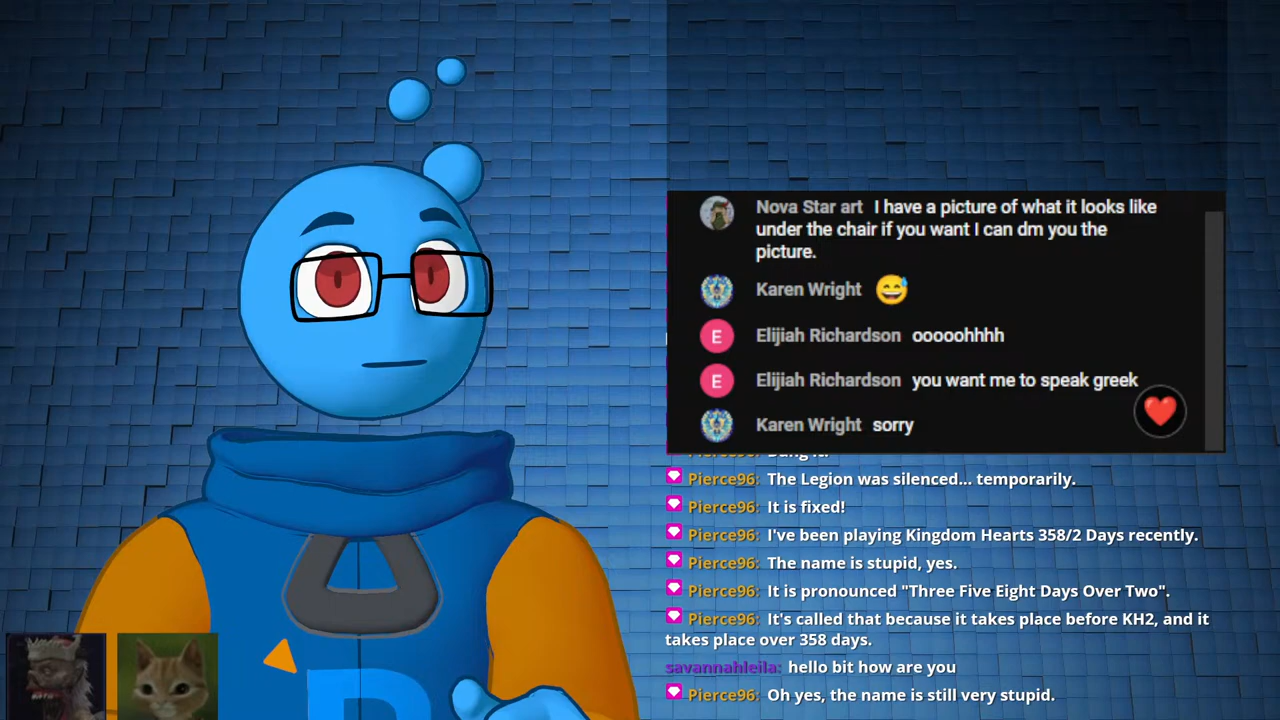 Nova Star art I have a picture of what it looks like
under the chair if you want I can dm you the
picture.
Karen Wright 😅
E Elijiah Richardson ooooohhhh
E Elijiah Richardson you want me to speak greek
Karen Wright sorry
Pierce96: Dang it.
Pierce96: The Legion was silenced... temporarily.
Pierce96: It is fixed!
Pierce96: I've been playing Kingdom Hearts 358/2 Days recently.
Pierce96: The name is stupid, yes.
Pierce96: It is pronounced "Three Five Eight Days Over Two".
Pierce96: It's called that because it takes place before KH2, and it
takes place over 358 days.
savannahleila: hello bit how are you
Pierce96: Oh yes, the name is still very stupid.